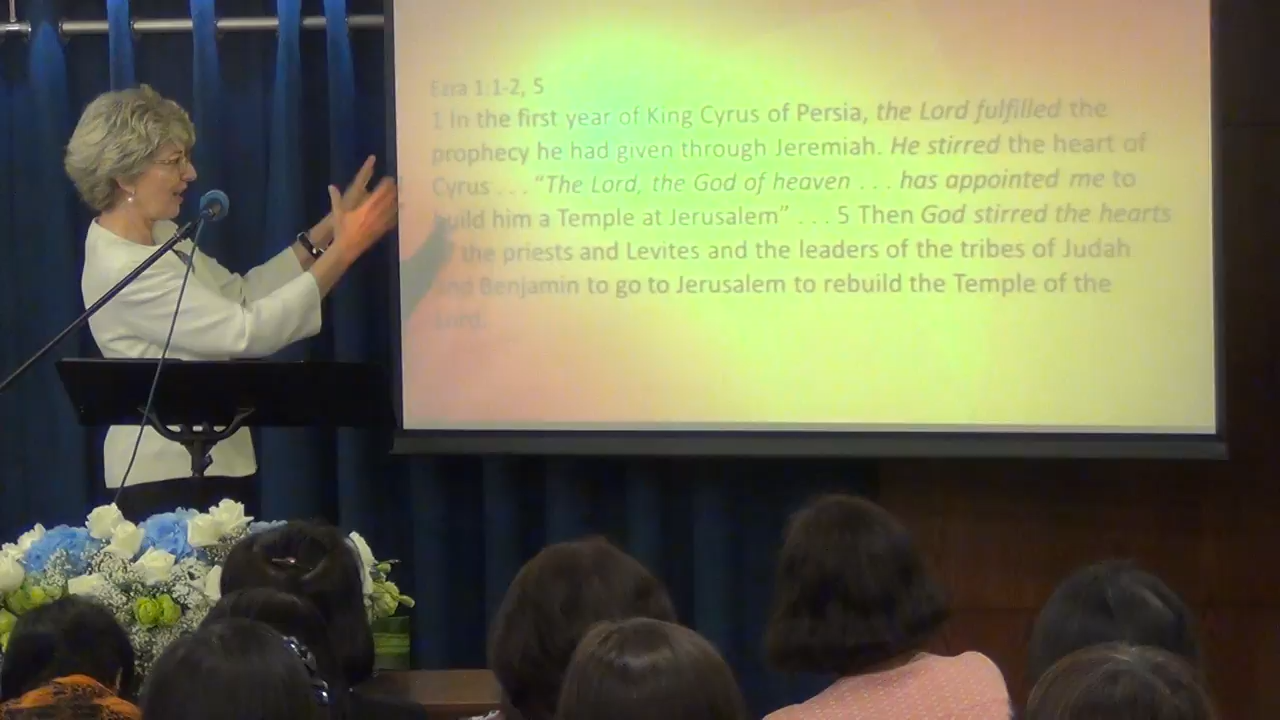 Ezra 1:1-2, 5
1 In the first year of King Cyrus of Persia, the Lord fulfilled the
prophecy he had given through Jeremiah. He stirred the heart of
Cyrus . . . “The Lord, the God of heaven . . . has appointed me to
build him a Temple at Jerusalem” . . . 5 Then God stirred the hearts
of the priests and Levites and the leaders of the tribes of Judah
and Benjamin to go to Jerusalem to rebuild the Temple of the
Lord.